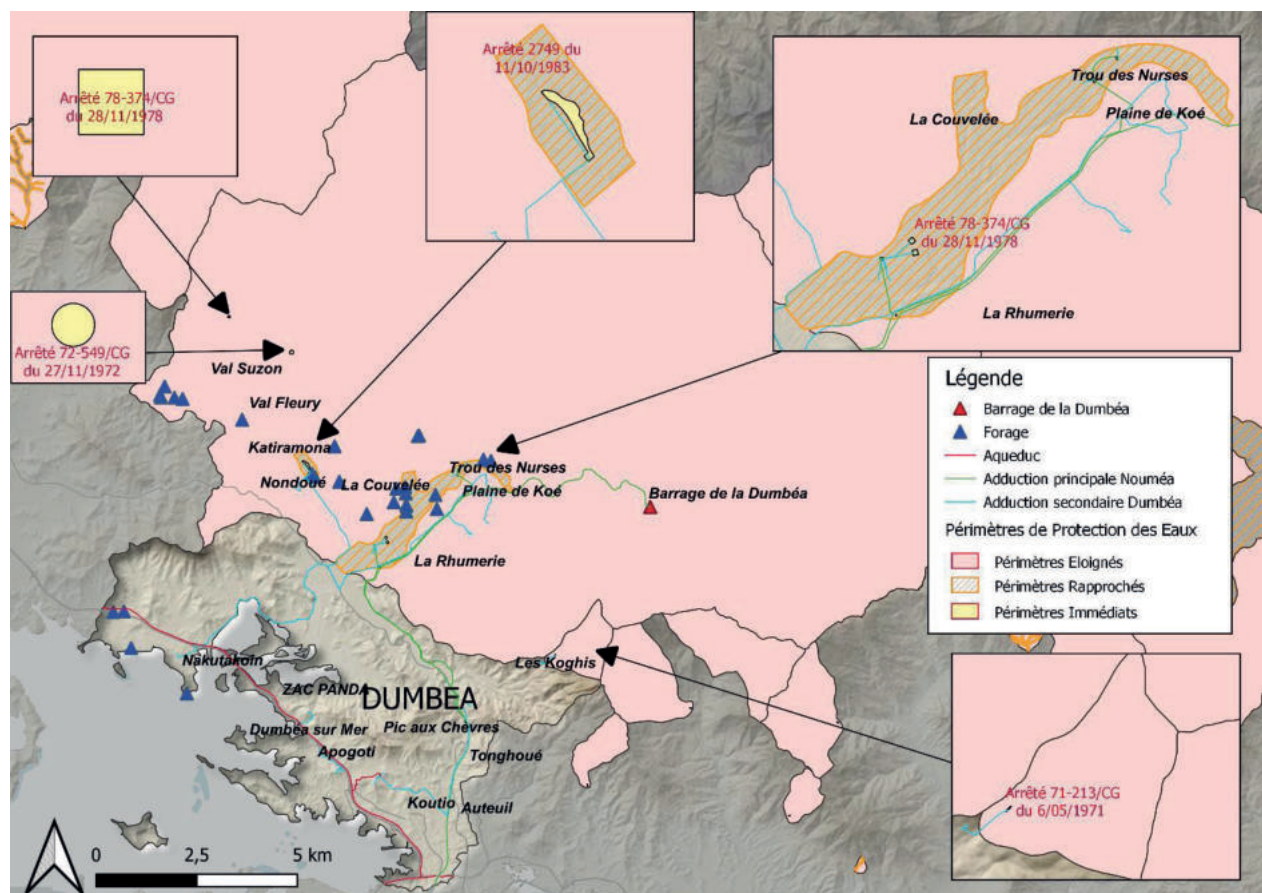 Arrêté 78-374/CG
du 28/11/1978
Arrêté 2749 du
11/10/1983
Trou des Nurses
La Couvelée
Plaine de Koé
Arrêté 78-374/CG
du 28/11/1978
La Rhumerie
Arrêté 72-549/CG
du 27/11/1972
Val Suzon
Val Fleury
Katiramona
Nondoué
La Couvelée
Trou des Nurses
Plaine de Koé
Barrage de la Dumbéa
La Rhumerie
Légende
Barrage de la Dumbéa
Forage
Aqueduc
Adduction principale Nouméa
Adduction secondaire Dumbéa
Périmètres de Protection des Eaux
Périmètres Eloignés
Périmètres Rapprochés
Périmètres Immédiats
Nakutakoin
Les Koghis
ZAC PANDA
DUMBEA
Dumbéa sur Mer
Pic aux Chèvres
Apogoti
Tonghoué
Koutio
Auteuil
Arrêté 71-213/CG
du 6/05/1971
0
2,5
5 km